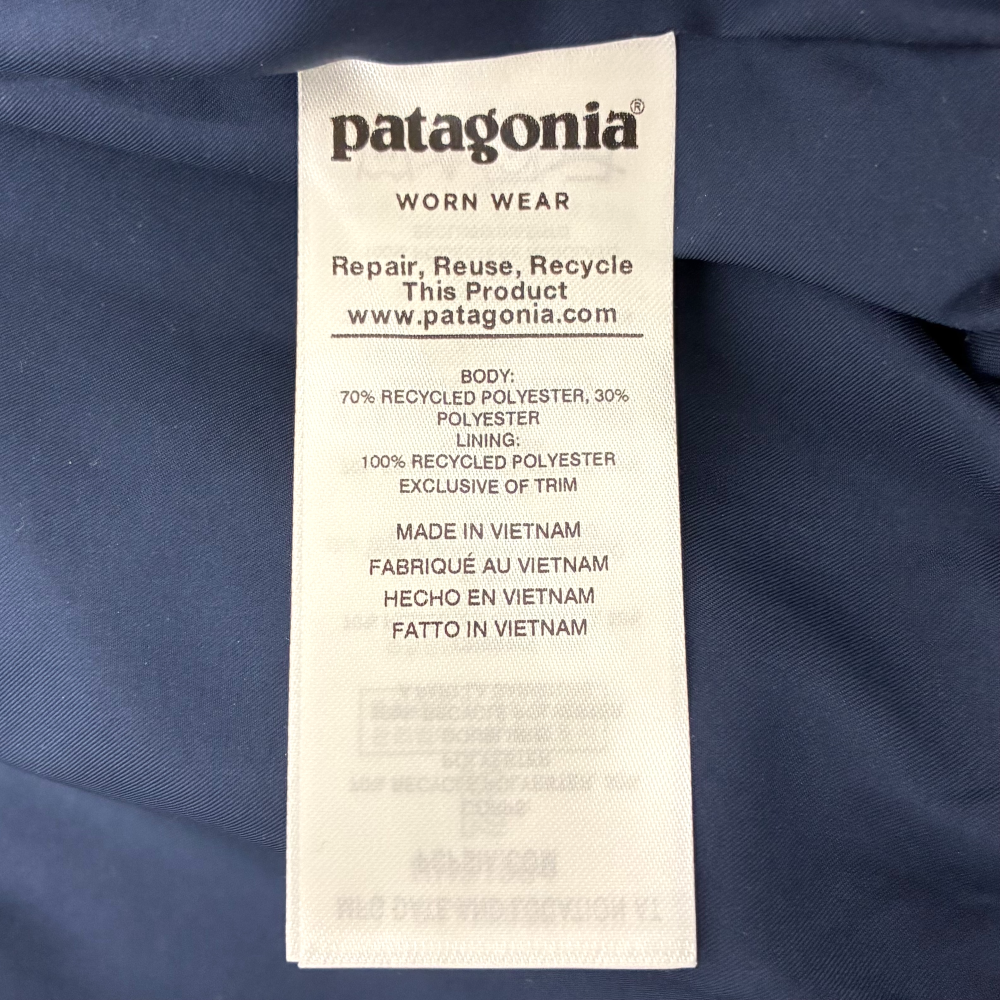 patagonia®
WORN WEAR
Repair, Reuse, Recycle
This Product
www.patagonia.com
BODY:
70% RECYCLED POLYESTER, 30%
POLYESTER
LINING:
100% RECYCLED POLYESTER
EXCLUSIVE OF TRIM
MADE IN VIETNAM
FABRIQUÉ AU VIETNAM
HECHO EN VIETNAM
FATTO IN VIETNAM